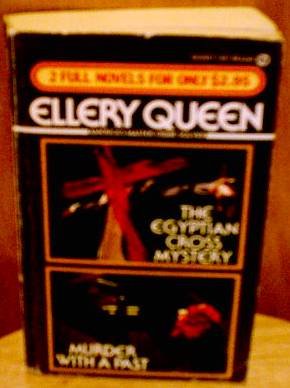 2 FULL NOVELS FOR ONLY $2.95
ELLERY QUEEN
THE
EGYPTIAN
CROSS
MYSTERY
MURDER
WITH A PAST